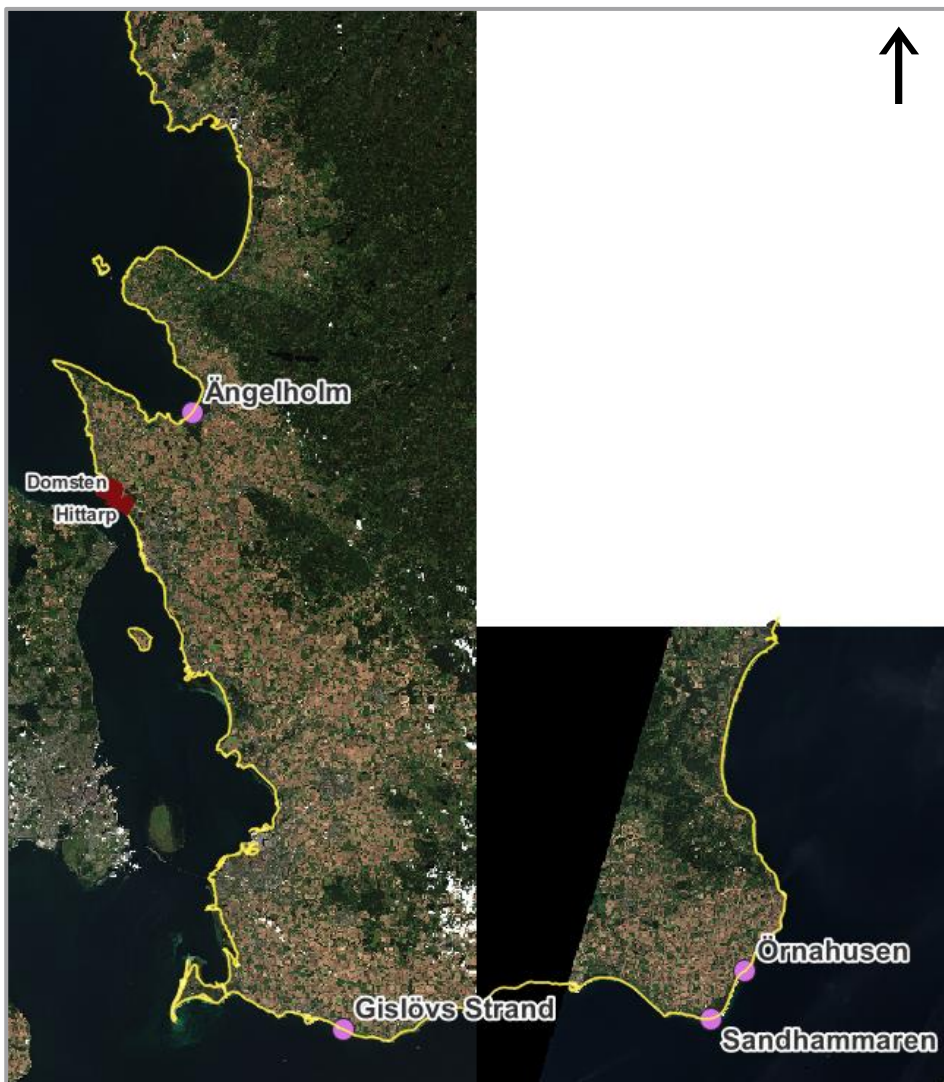 Ängelholm
Domsten
Hittarp
Örnahusen
Gislövs Strand
Sandhammaren